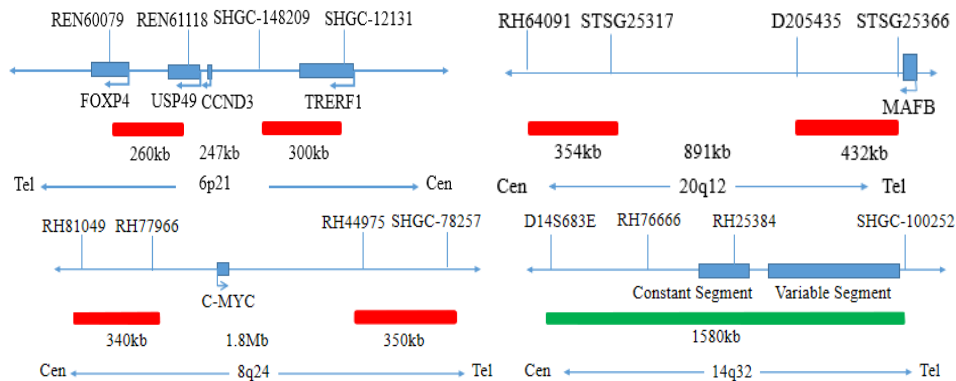 REN60079 REN61118 SHGC-148209 SHGC-12131
FOXP4 USP49 CCND3 TRERF1
260kb 247kb 300kb
Tel 6p21 Cen
RH64091 STSG25317 D205435 STSG25366
MAFB
354kb 891kb 432kb
Cen 20q12 Tel
RH81049 RH77966 RH44975 SHGC-78257
C-MYC
340kb 1.8Mb 350kb
Cen 8q24 Tel
D14S683E RH76666 RH25384 SHGC-100252
Constant Segment Variable Segment
1580kb
Cen 14q32 Tel